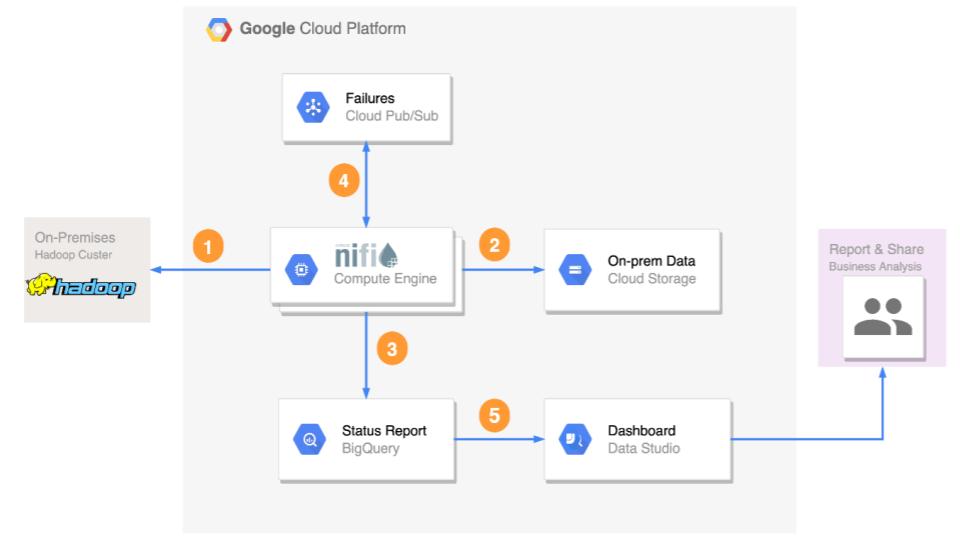 Google Cloud Platform
Failures
Cloud Pub/Sub
4
On-Premises
Hadoop Custer
hadoop
1
nifi
Compute Engine
2
On-prem Data
Cloud Storage
Report & Share
Business Analysis
3
Status Report
BigQuery
5
Dashboard
Data Studio